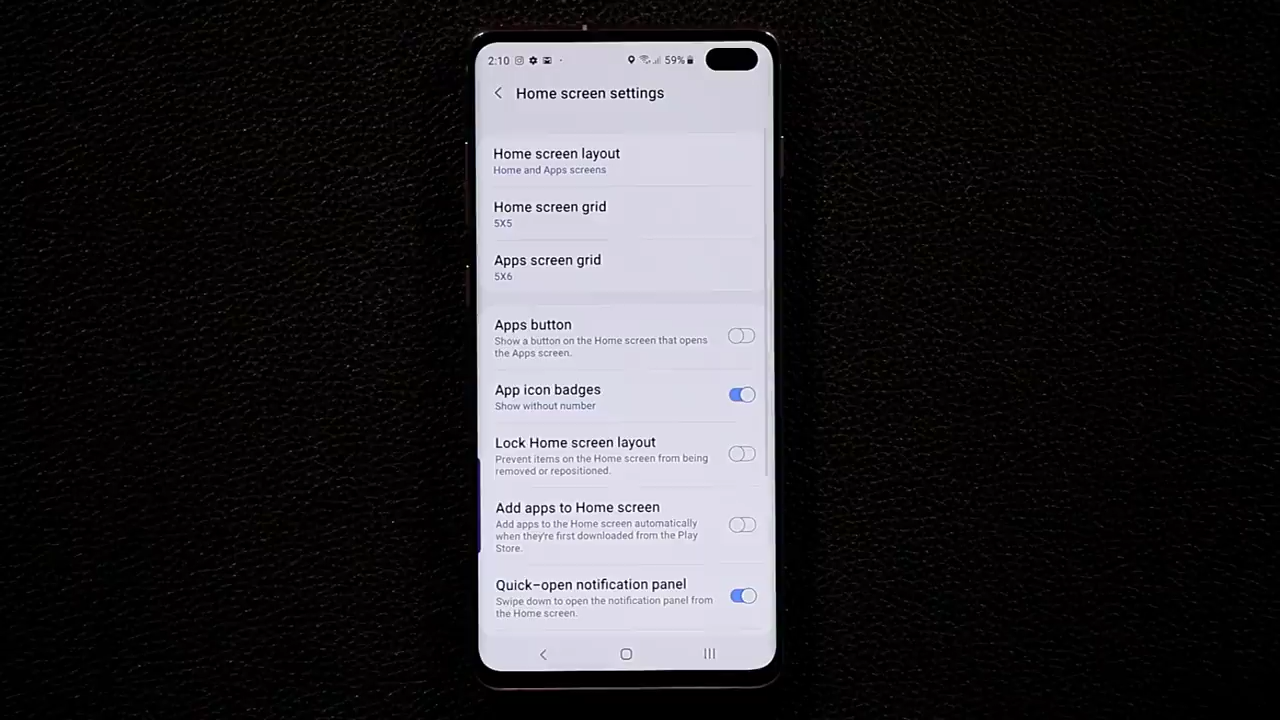 2:10 59%
Home screen settings
Home screen layout
Home and Apps screens
Home screen grid
5X5
Apps screen grid
5X6
Apps button
Show a button on the Home screen that opens
the Apps screen.
App icon badges
Show without number
Lock Home screen layout
Prevent items on the Home screen from being
removed or repositioned.
Add apps to Home screen
Add apps to the Home screen automatically
when they're first downloaded from the Play
Store.
Quick-open notification panel
Swipe down to open the notification panel from
the Home screen.